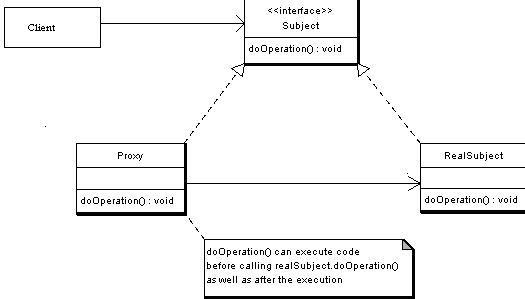 <<interface>>
Client
Subject
doOperation() : void
Proxy
RealSubject
doOperation() : void
doOperation() : void
doOperation() can execute code
before calling realSubject.doOperation()
as well as after the execution